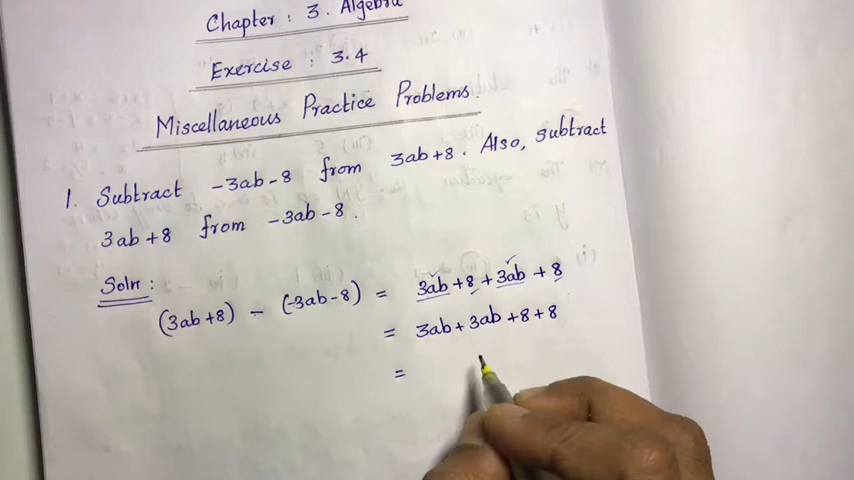 Chapter : 3. Algebra
Exercise : 3.4
Miscellaneous Practice Problems.
1. Subtract -3ab-8 from 3ab+8. Also, subtract
3ab+8 from -3ab-8.
Soln:
(3ab+8) - (-3ab-8) = 3ab+8+3ab+8
= 3ab+3ab+8+8
=